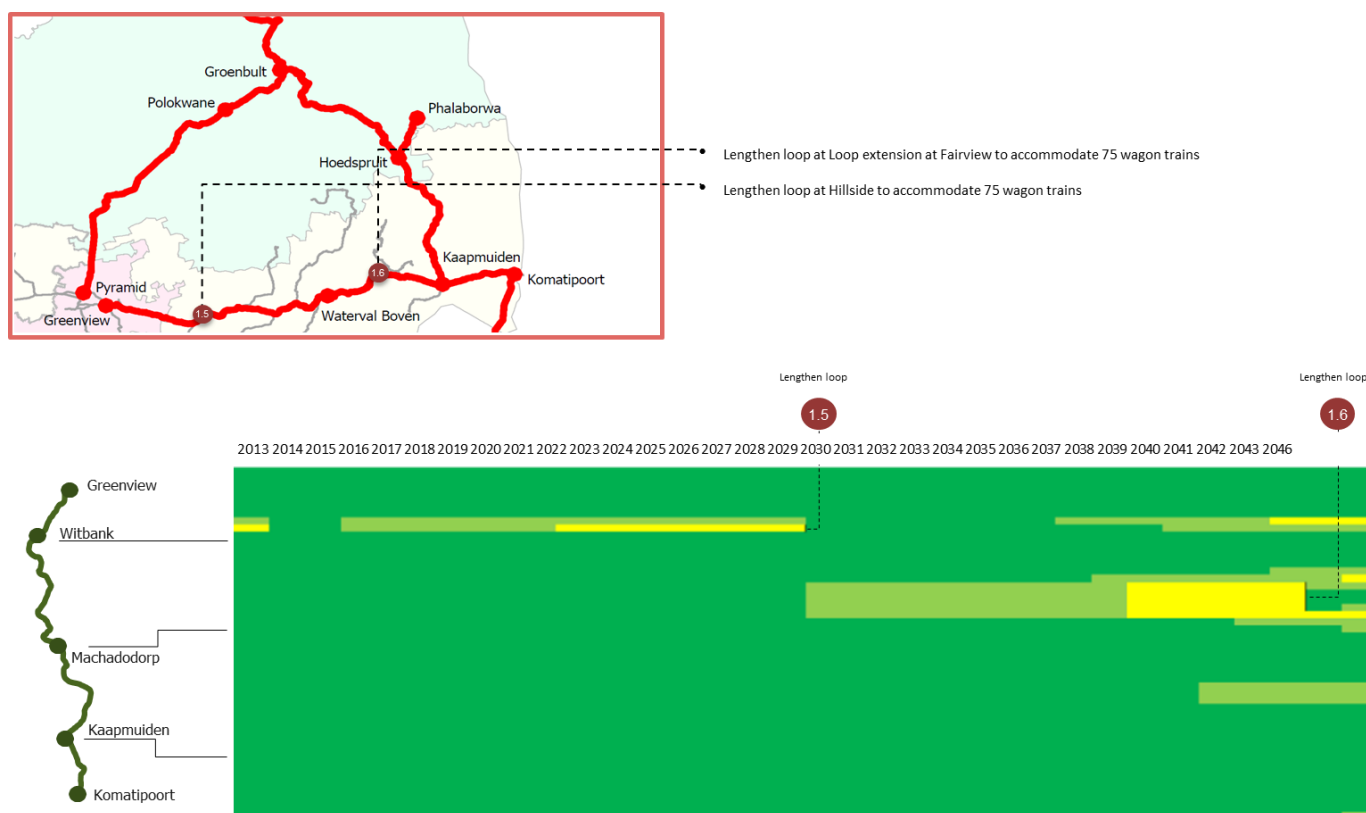 Groenbult
Polokwane
Phalaborwa
Hoedspruit
Kaapmuiden
Komatipoort
Pyramid
Greenview
Waterval Boven
1.5
1.6
• Lengthen loop at Loop extension at Fairview to accommodate 75 wagon trains
• Lengthen loop at Hillside to accommodate 75 wagon trains
Lengthen loop
1.5
Lengthen loop
1.6
2013 2014 2015 2016 2017 2018 2019 2020 2021 2022 2023 2024 2025 2026 2027 2028 2029 2030 2031 2032 2033 2034 2035 2036 2037 2038 2039 2040 2041 2042 2043 2046
Greenview
Witbank
Machadodorp
Kaapmuiden
Komatipoort